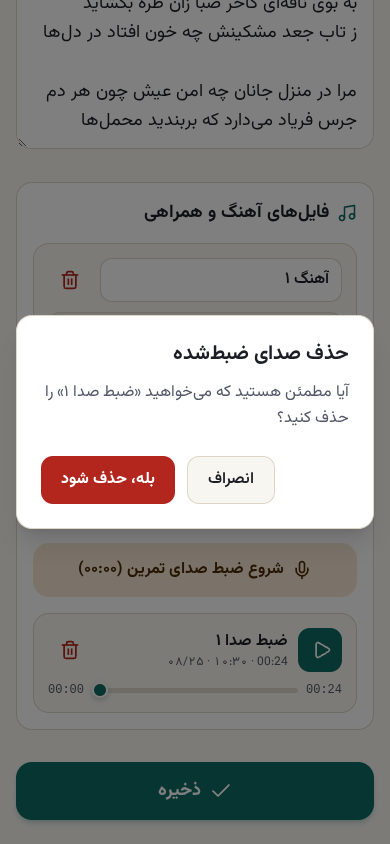 به بوی نافه‌ای کاخر صبا زان طره بگشاید
ز تاب جعد مشکینش چه خون افتاد در دل‌ها
مرا در منزل جانان چه امن عیش چون هر دم
جرس فریاد می‌دارد که بربندید محمل‌ها
فایل‌های آهنگ و همراهی
آهنگ ۱
حذف صدای ضبط‌شده
آیا مطمئن هستید که می‌خواهید «ضبط صدا ۱» را
حذف کنید؟
انصراف
بله، حذف شود
شروع ضبط صدای تمرین (۰۰:۰۰)
ضبط صدا ۱
۰۸/۲۵ · ۱۰:۳۰ · 00:24
00:00
00:24
ذخیره